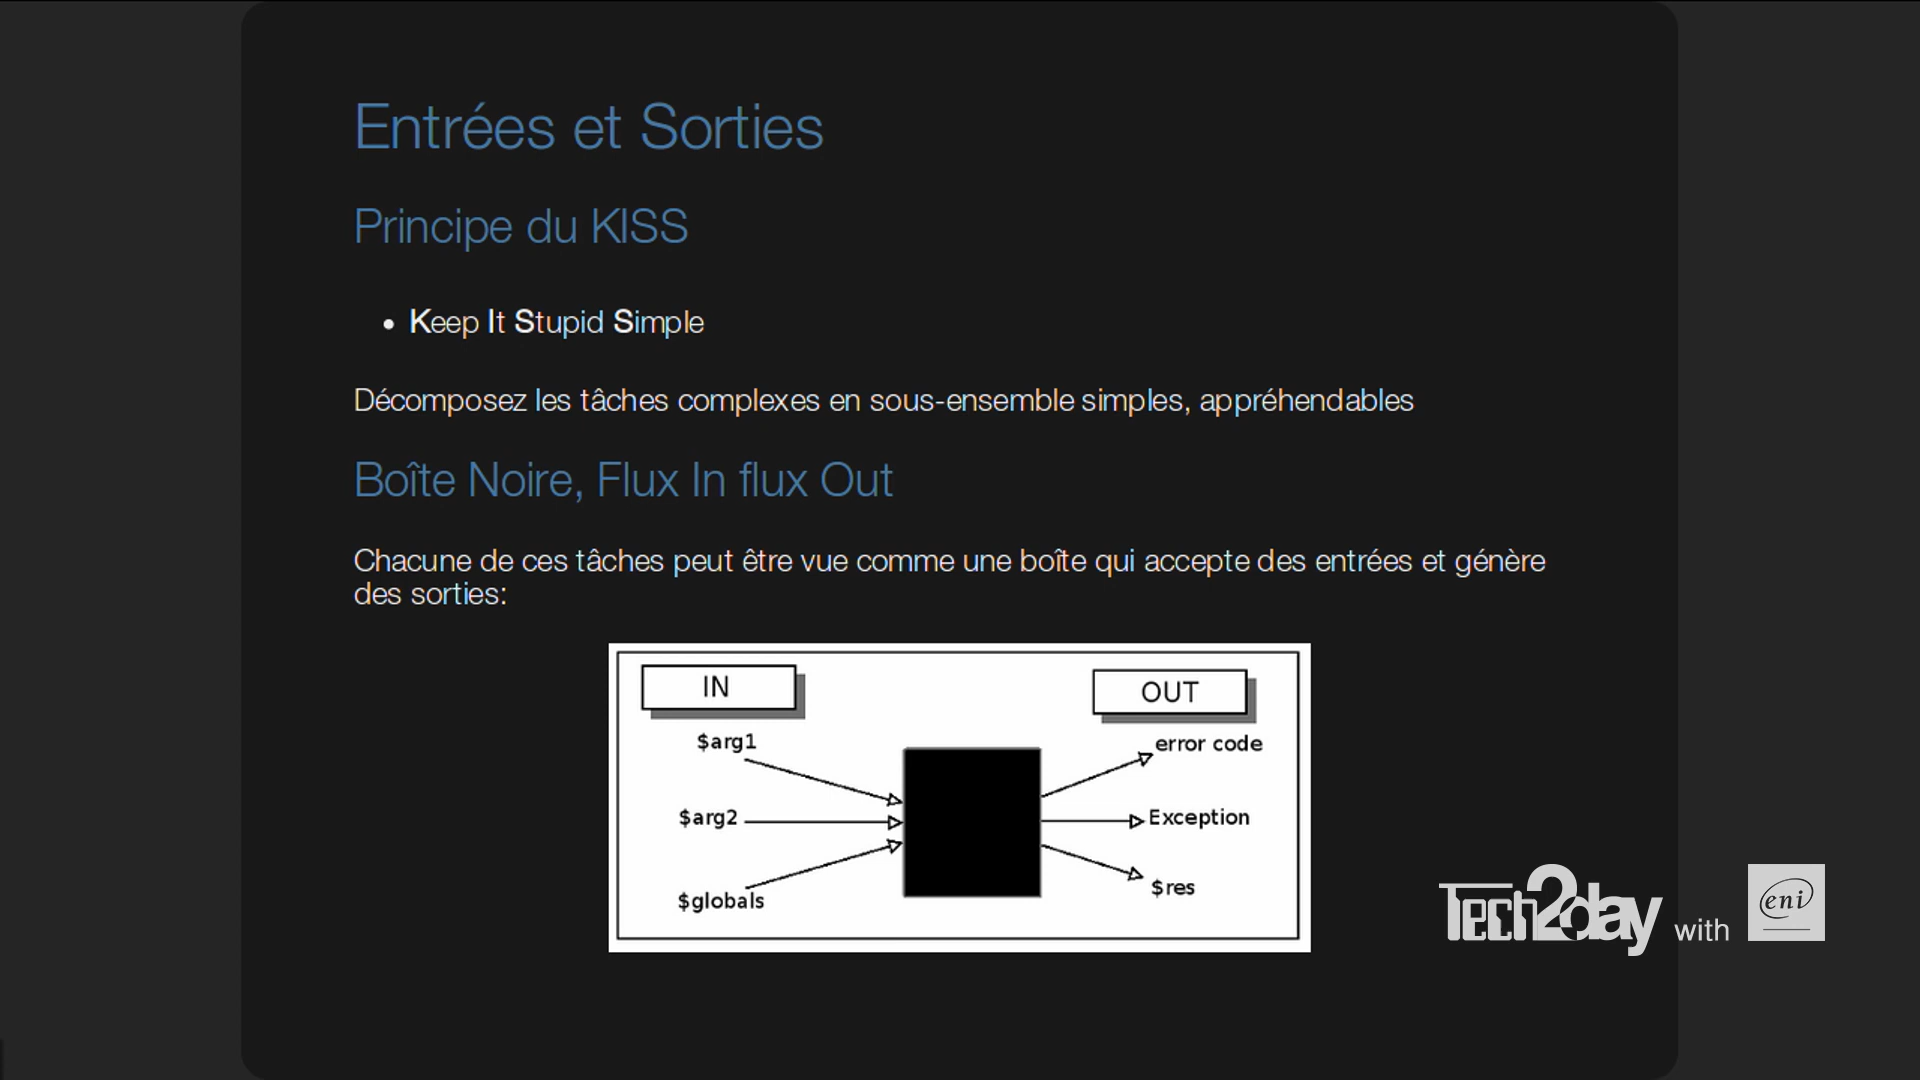 Entrées et Sorties
Principe du KISS
Keep It Stupid Simple
Décomposez les tâches complexes en sous-ensemble simples, appréhendables
Boîte Noire, Flux In flux Out
Chacune de ces tâches peut être vue comme une boîte qui accepte des entrées et génère
des sorties:
IN
OUT
$arg1
error code
$arg2
Exception
$globals
$res
Tech2day with eni